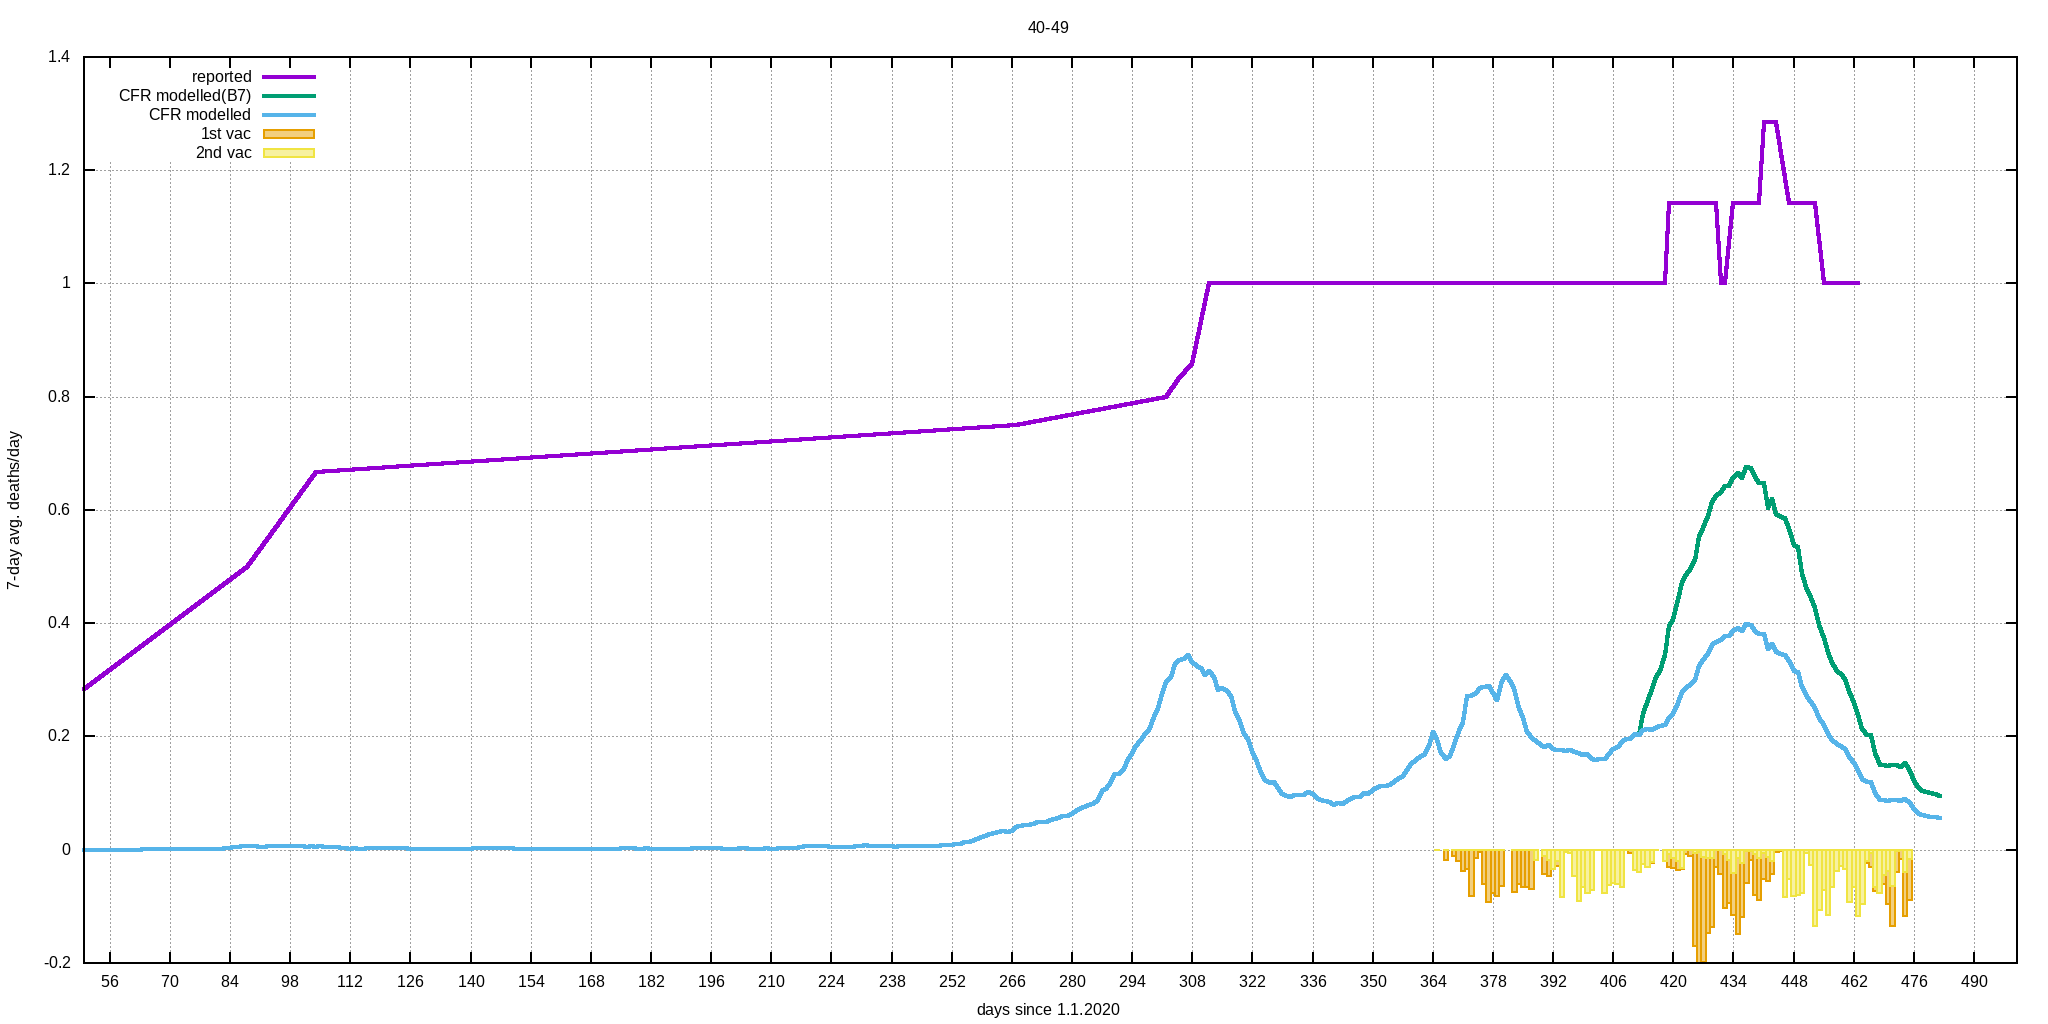 40-49
1.4
1.2
1
0.8
0.6
0.4
0.2
0
-0.2
7-day avg. deaths/day
reported
CFR modelled(B7)
CFR modelled
1st vac
2nd vac
56 70 84 98 112 126 140 154 168 182 196 210 224 238 252 266 280 294 308 322 336 350 364 378 392 406 420 434 448 462 476 490
days since 1.1.2020